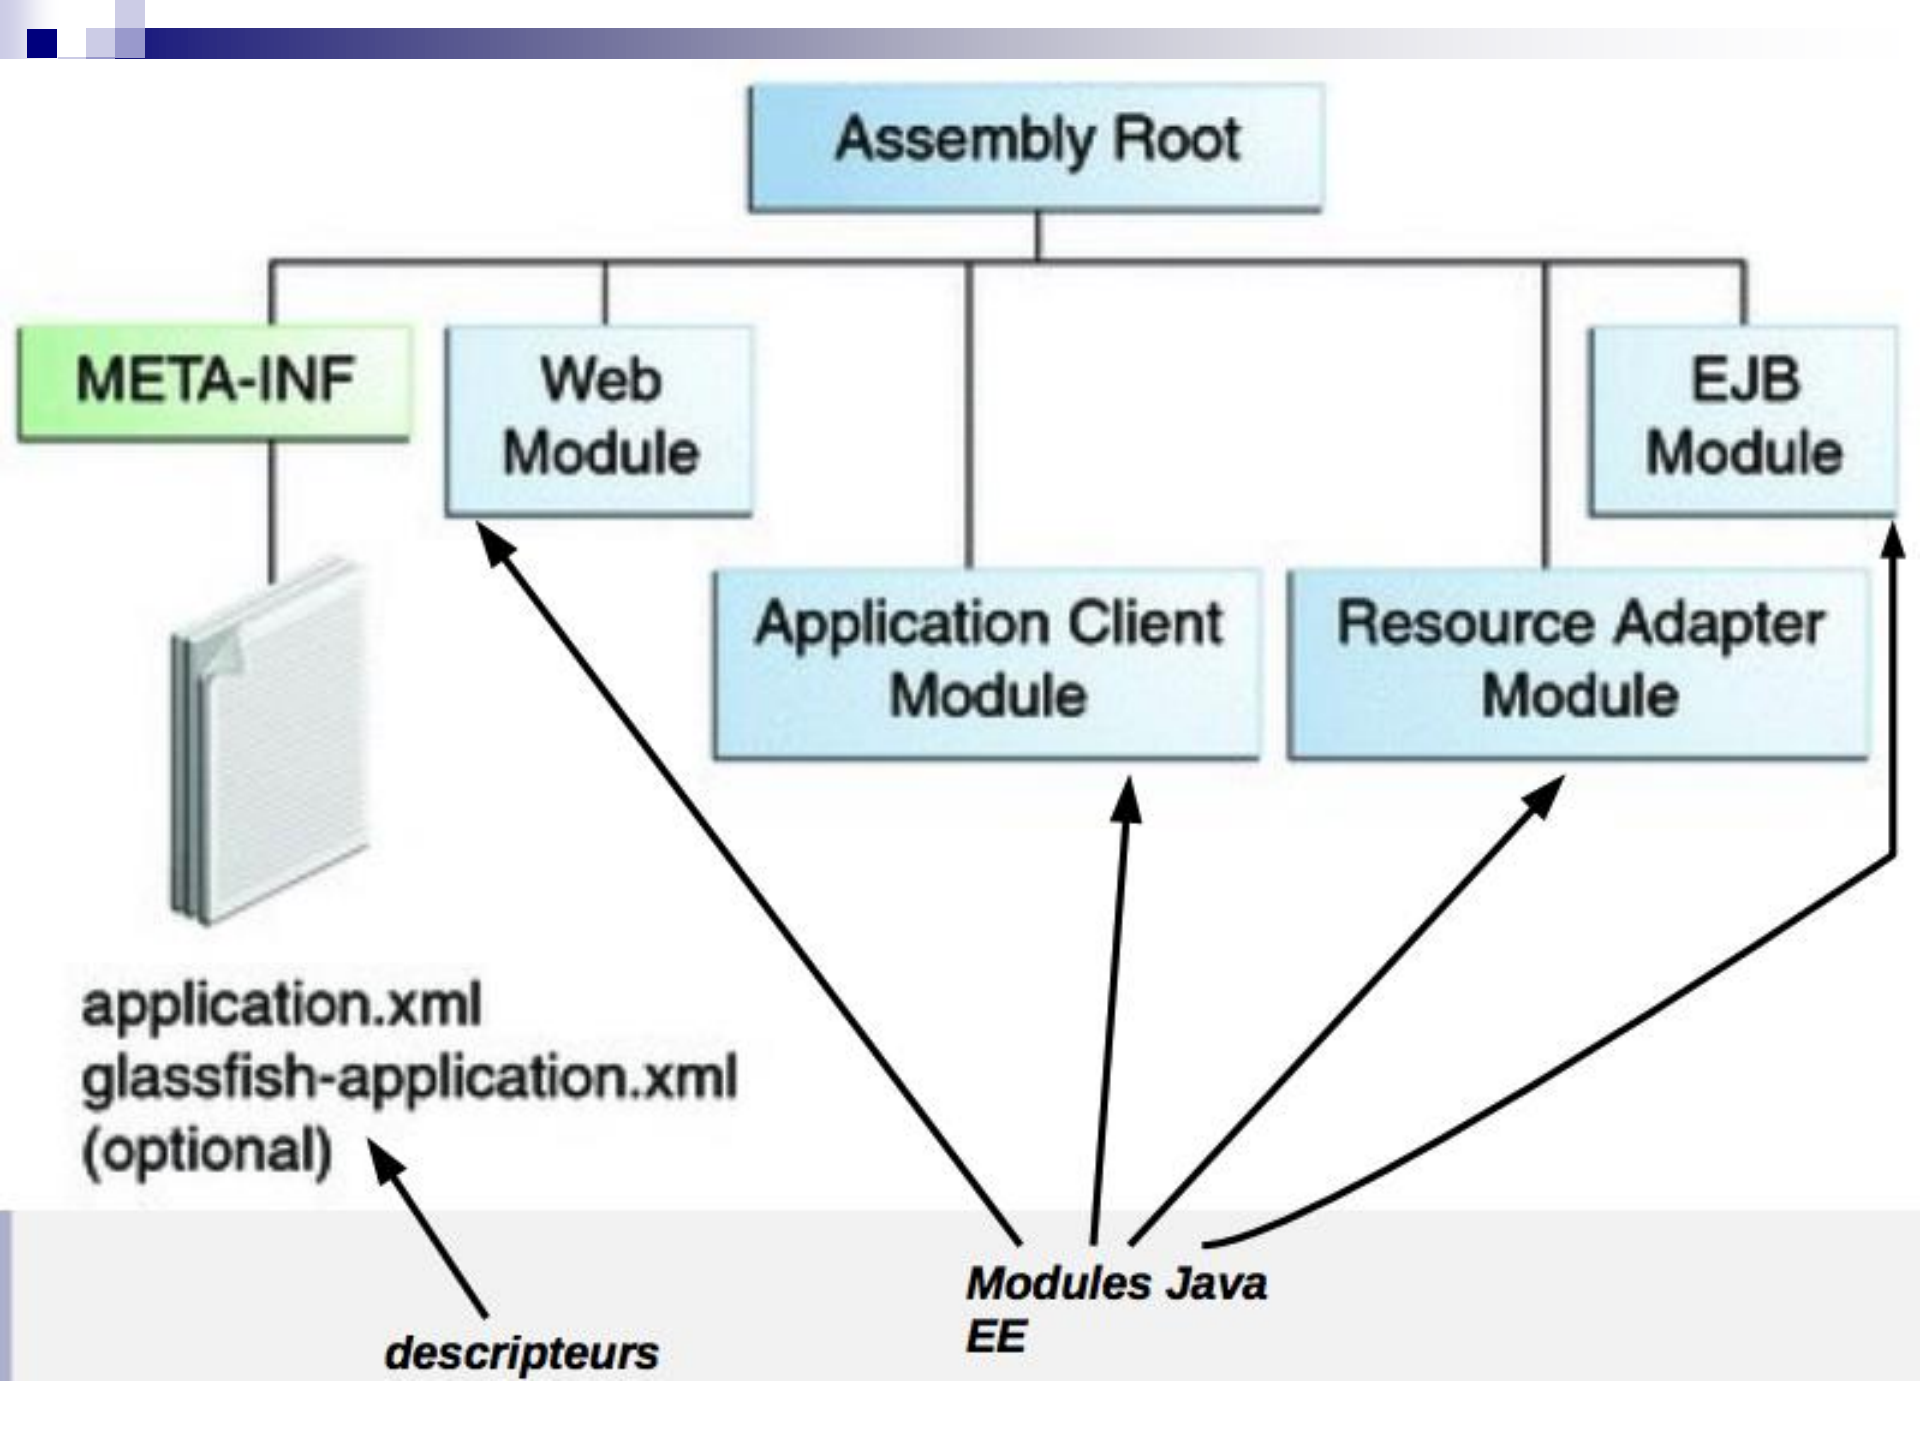 Assembly Root
META-INF
Web
Module
EJB
Module
Application Client
Module
Resource Adapter
Module
application.xml
glassfish-application.xml
(optional)
Modules Java
EE
descripteurs